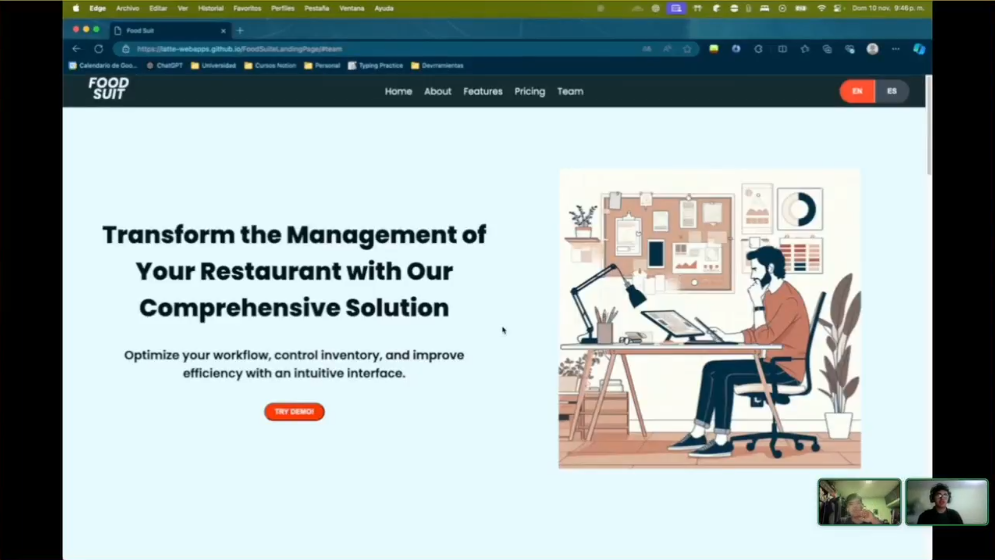 Edge Archivo Editar Ver Historial Favoritos Perfiles Pestaña Ventana Ayuda
Dom 10 nov. 9:46 p. m.
Food Suit
https://latte-webapps.github.io/FoodSuiteLandingPage/#team
Calendario de Goo... ChatGPT Universidad Cursos Notion Personal Typing Practice Devrramientas
FOOD
SUIT
Home About Features Pricing Team
EN ES
Transform the Management of
Your Restaurant with Our
Comprehensive Solution
Optimize your workflow, control inventory, and improve
efficiency with an intuitive interface.
TRY DEMO!